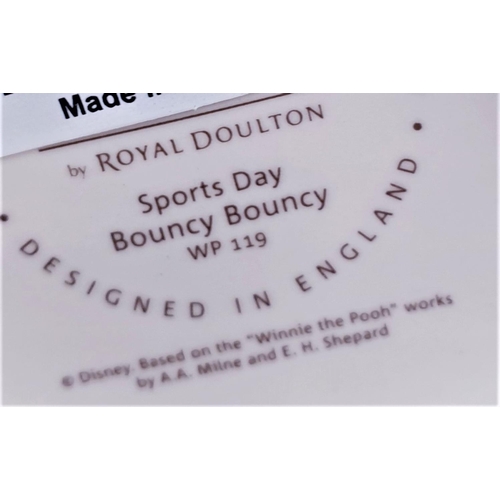 Made
by ROYAL DOULTON
Sports Day
Bouncy Bouncy
WP 119
DESIGNED IN ENGLAND
© Disney. Based on the "Winnie the Pooh" works
by A.A. Milne and E. H. Shepard